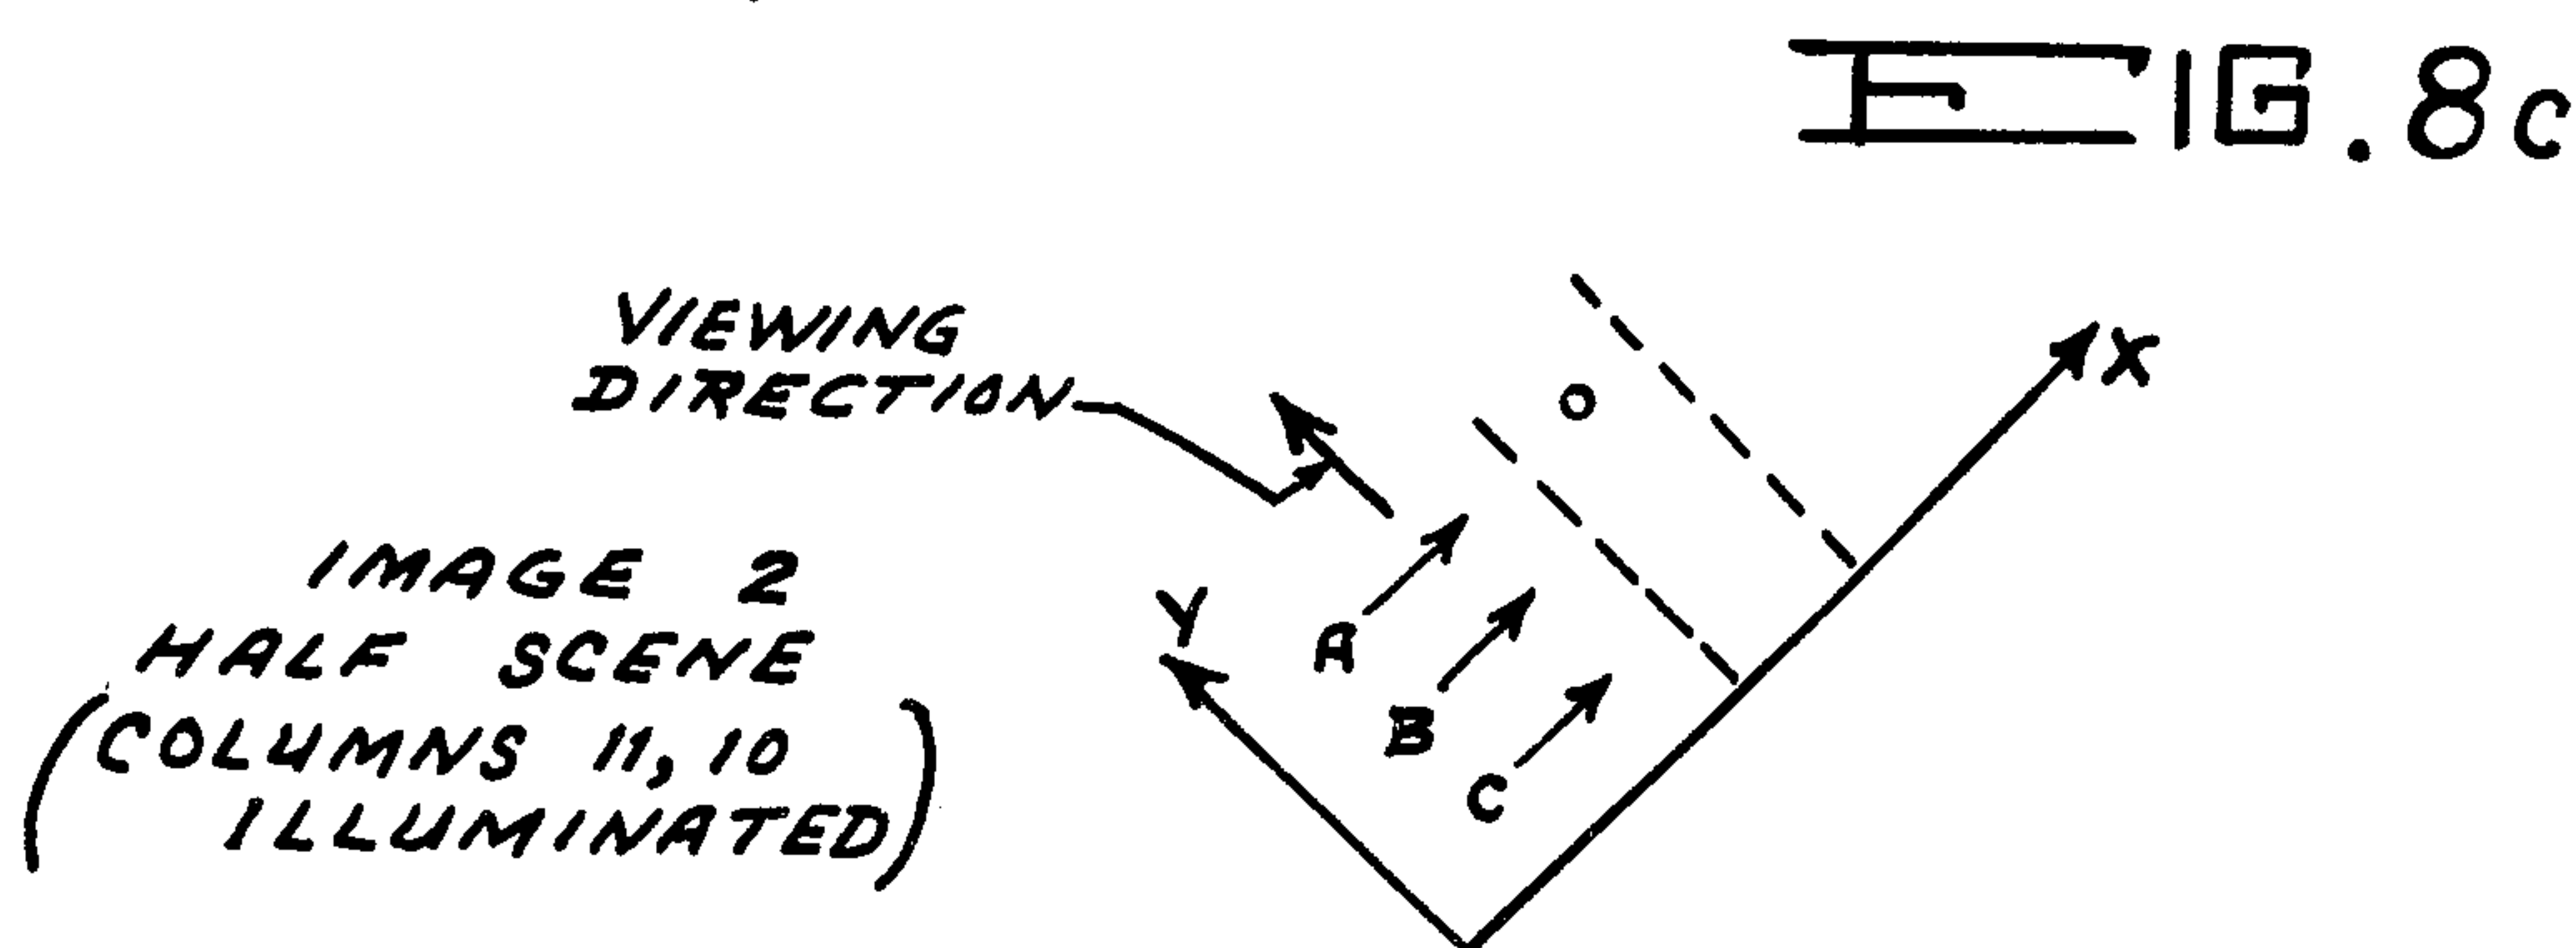 FIG. 8c
VIEWING
DIRECTION
X
O
IMAGE 2
HALF SCENE
(COLUMNS 11, 10
ILLUMINATED)
Y
A
B
C